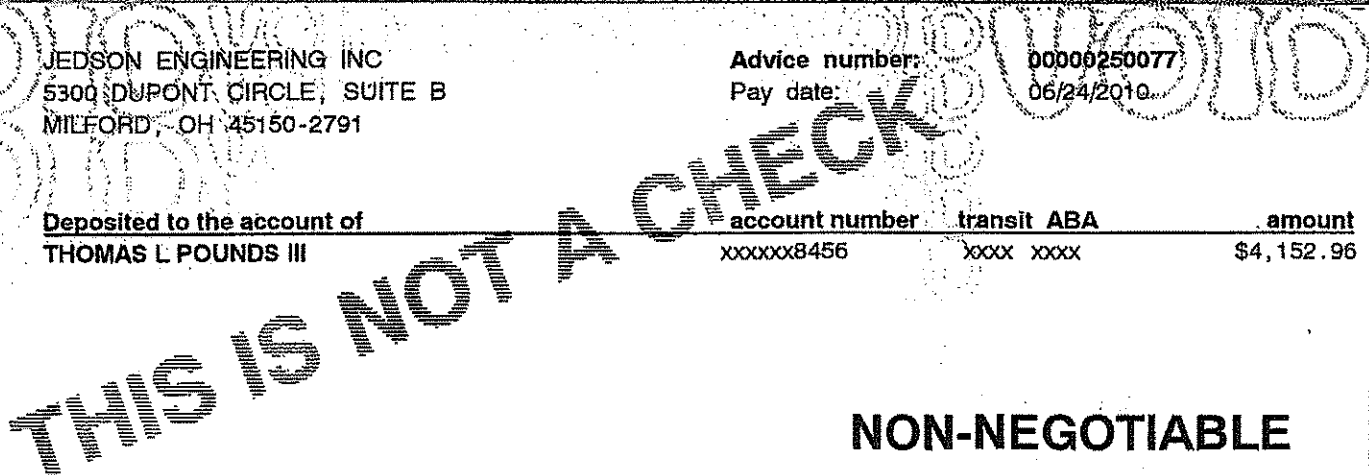 VOID
JEDSON ENGINEERING INC
5300 DUPONT CIRCLE, SUITE B
MILFORD, OH 45150-2791
Advice number: 00000250077
Pay date: 06/24/2010
Deposited to the account of account number transit ABA amount
THOMAS L POUNDS III xxxxxx8456 xxxx xxxx $4,152.96
THIS IS NOT A CHECK
NON-NEGOTIABLE